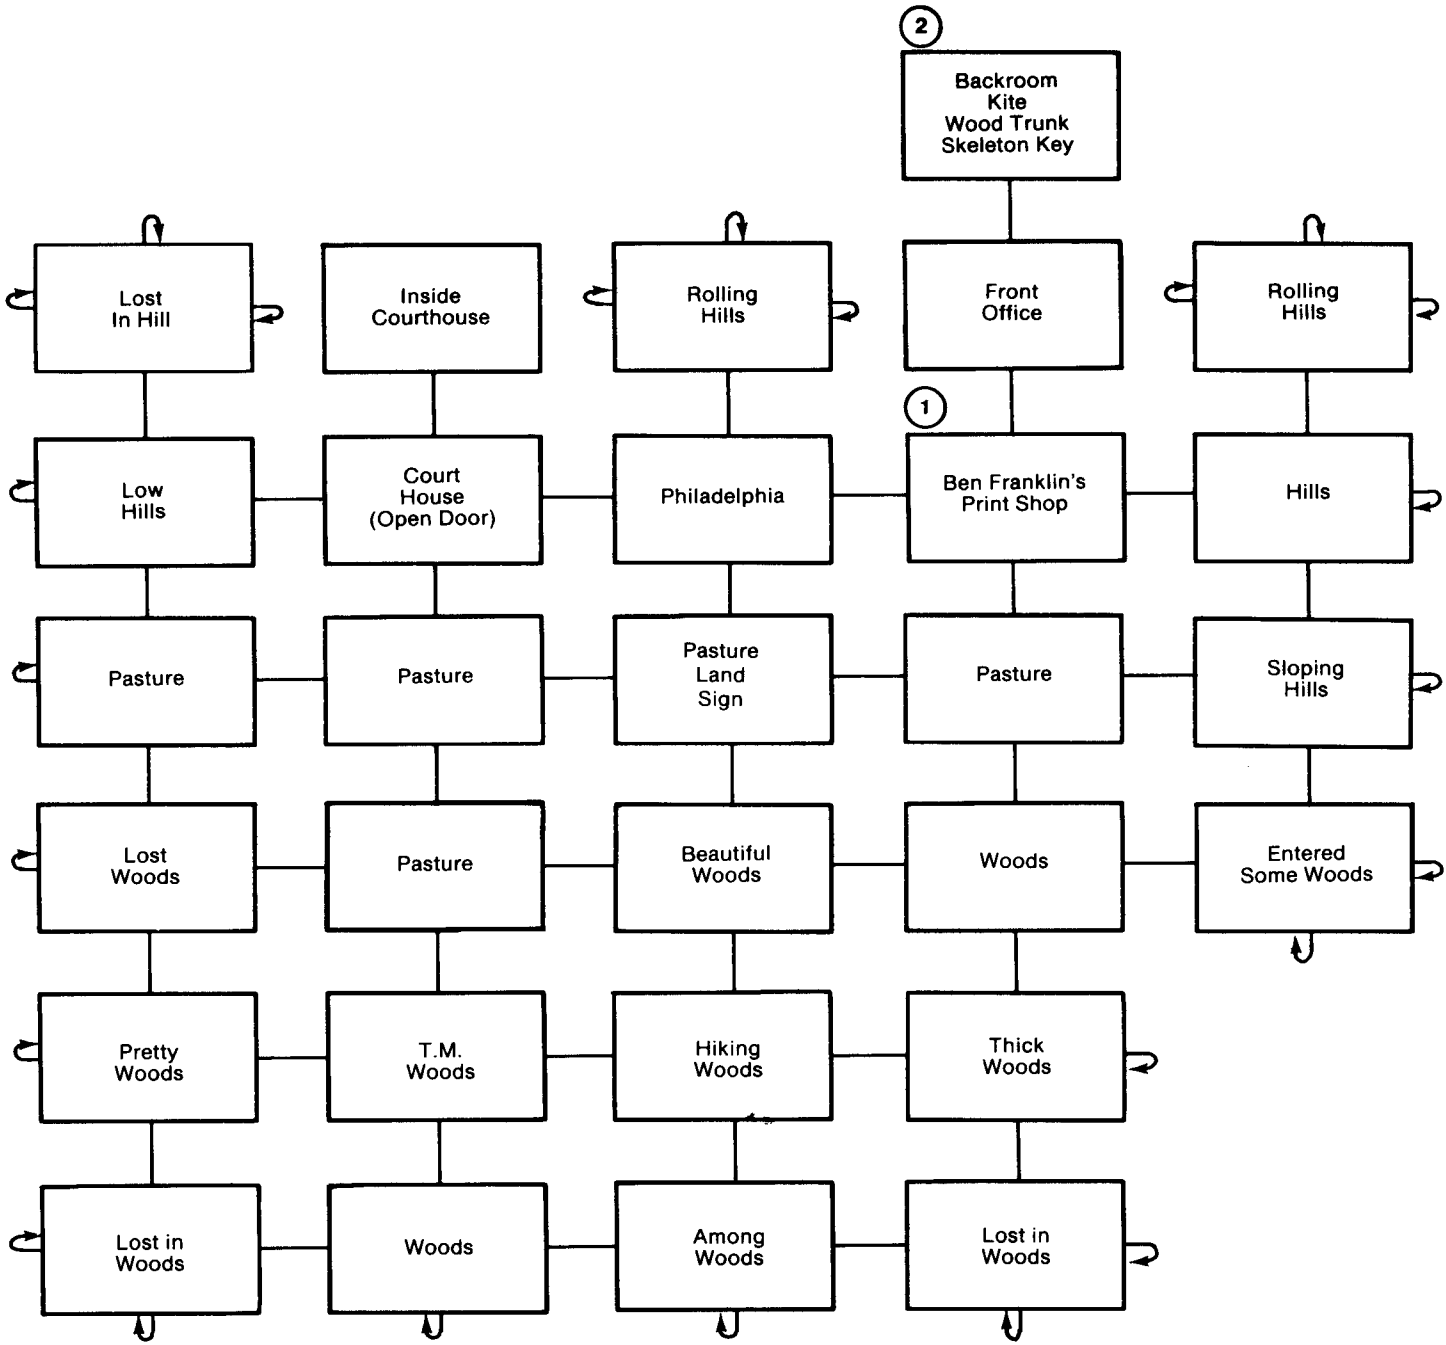 2
Backroom
Kite
Wood Trunk
Skeleton Key
Lost
In Hill
Inside
Courthouse
Rolling
Hills
Front
Office
Rolling
Hills
1
Low
Hills
Court
House
(Open Door)
Philadelphia
Ben Franklin's
Print Shop
Hills
Pasture
Pasture
Pasture
Land
Sign
Pasture
Sloping
Hills
Lost
Woods
Pasture
Beautiful
Woods
Woods
Entered
Some Woods
Pretty
Woods
T.M.
Woods
Hiking
Woods
Thick
Woods
Lost in
Woods
Woods
Among
Woods
Lost in
Woods